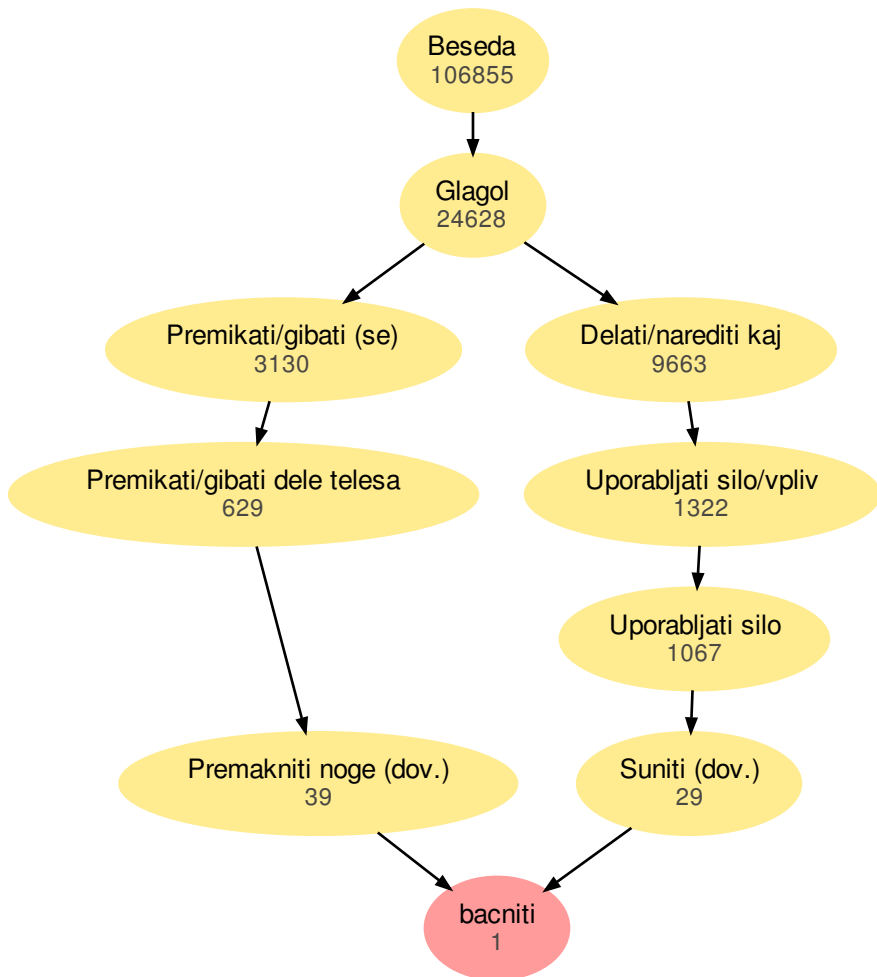 Beseda
106855
Glagol
24628
Premikati/gibati (se)
3130
Delati/narediti kaj
9663
Premikati/gibati dele telesa
629
Uporabljati silo/vpliv
1322
Uporabljati silo
1067
Premakniti noge (dov.)
39
Suniti (dov.)
29
bacniti
1